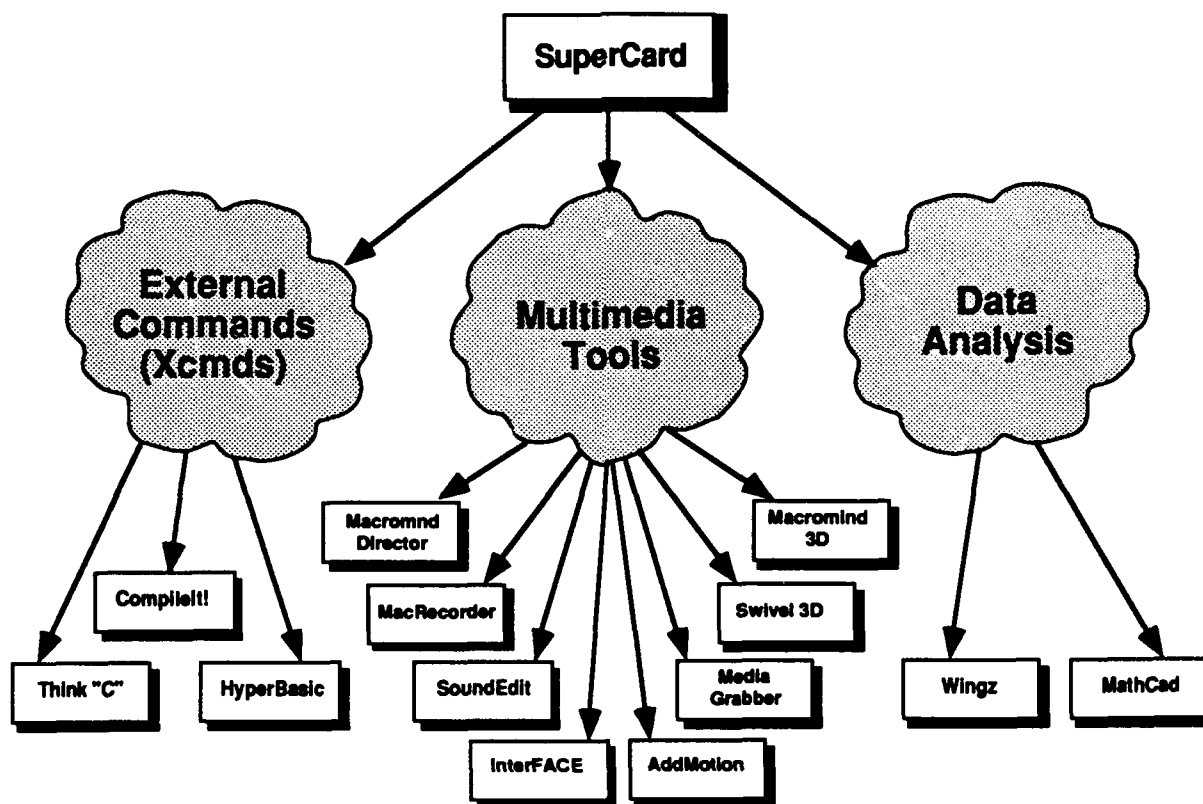 SuperCard
External
Commands
(Xcmds)
Multimedia
Tools
Data
Analysis
Macromnd
Director
Macromind
3D
CompileIt!
MacRecorder
Swivel 3D
Think "C"
HyperBasic
SoundEdit
Media
Grabber
Wingz
MathCad
InterFACE
AddMotion